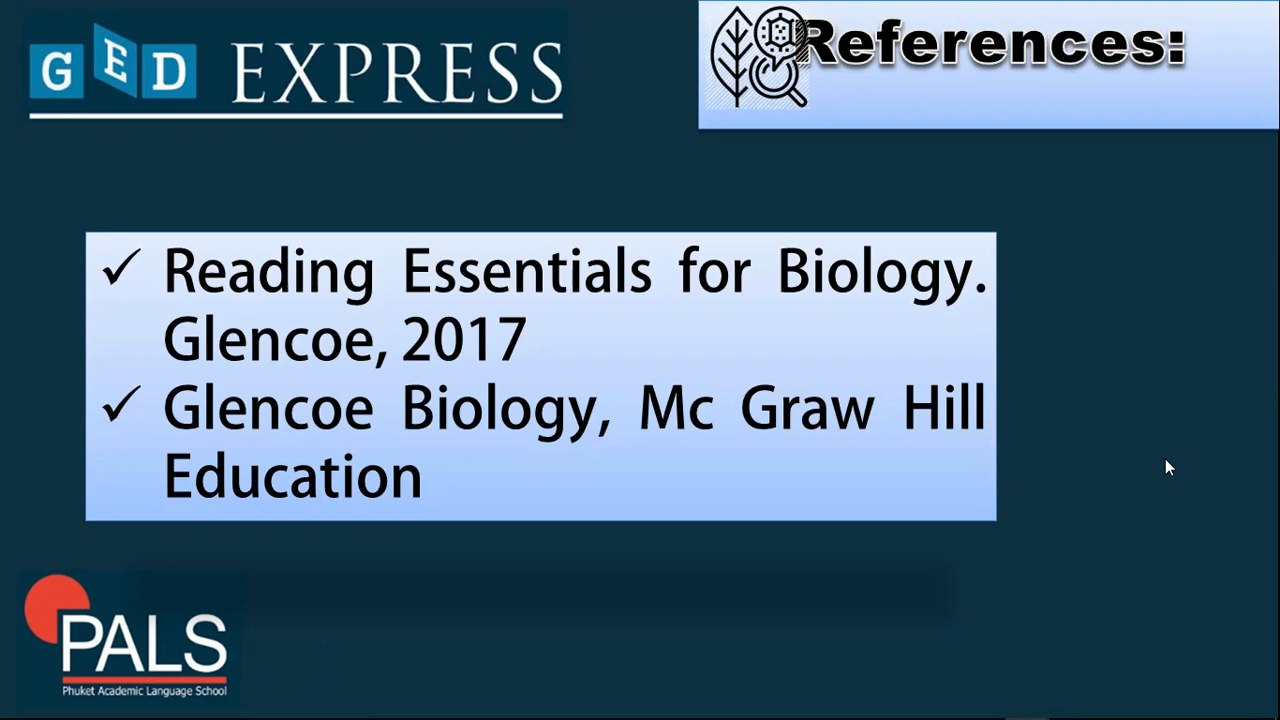 GED EXPRESS
References:
✓ Reading Essentials for Biology.
Glencoe, 2017
✓ Glencoe Biology, Mc Graw Hill
Education
PALS
Phuket Academic Language School